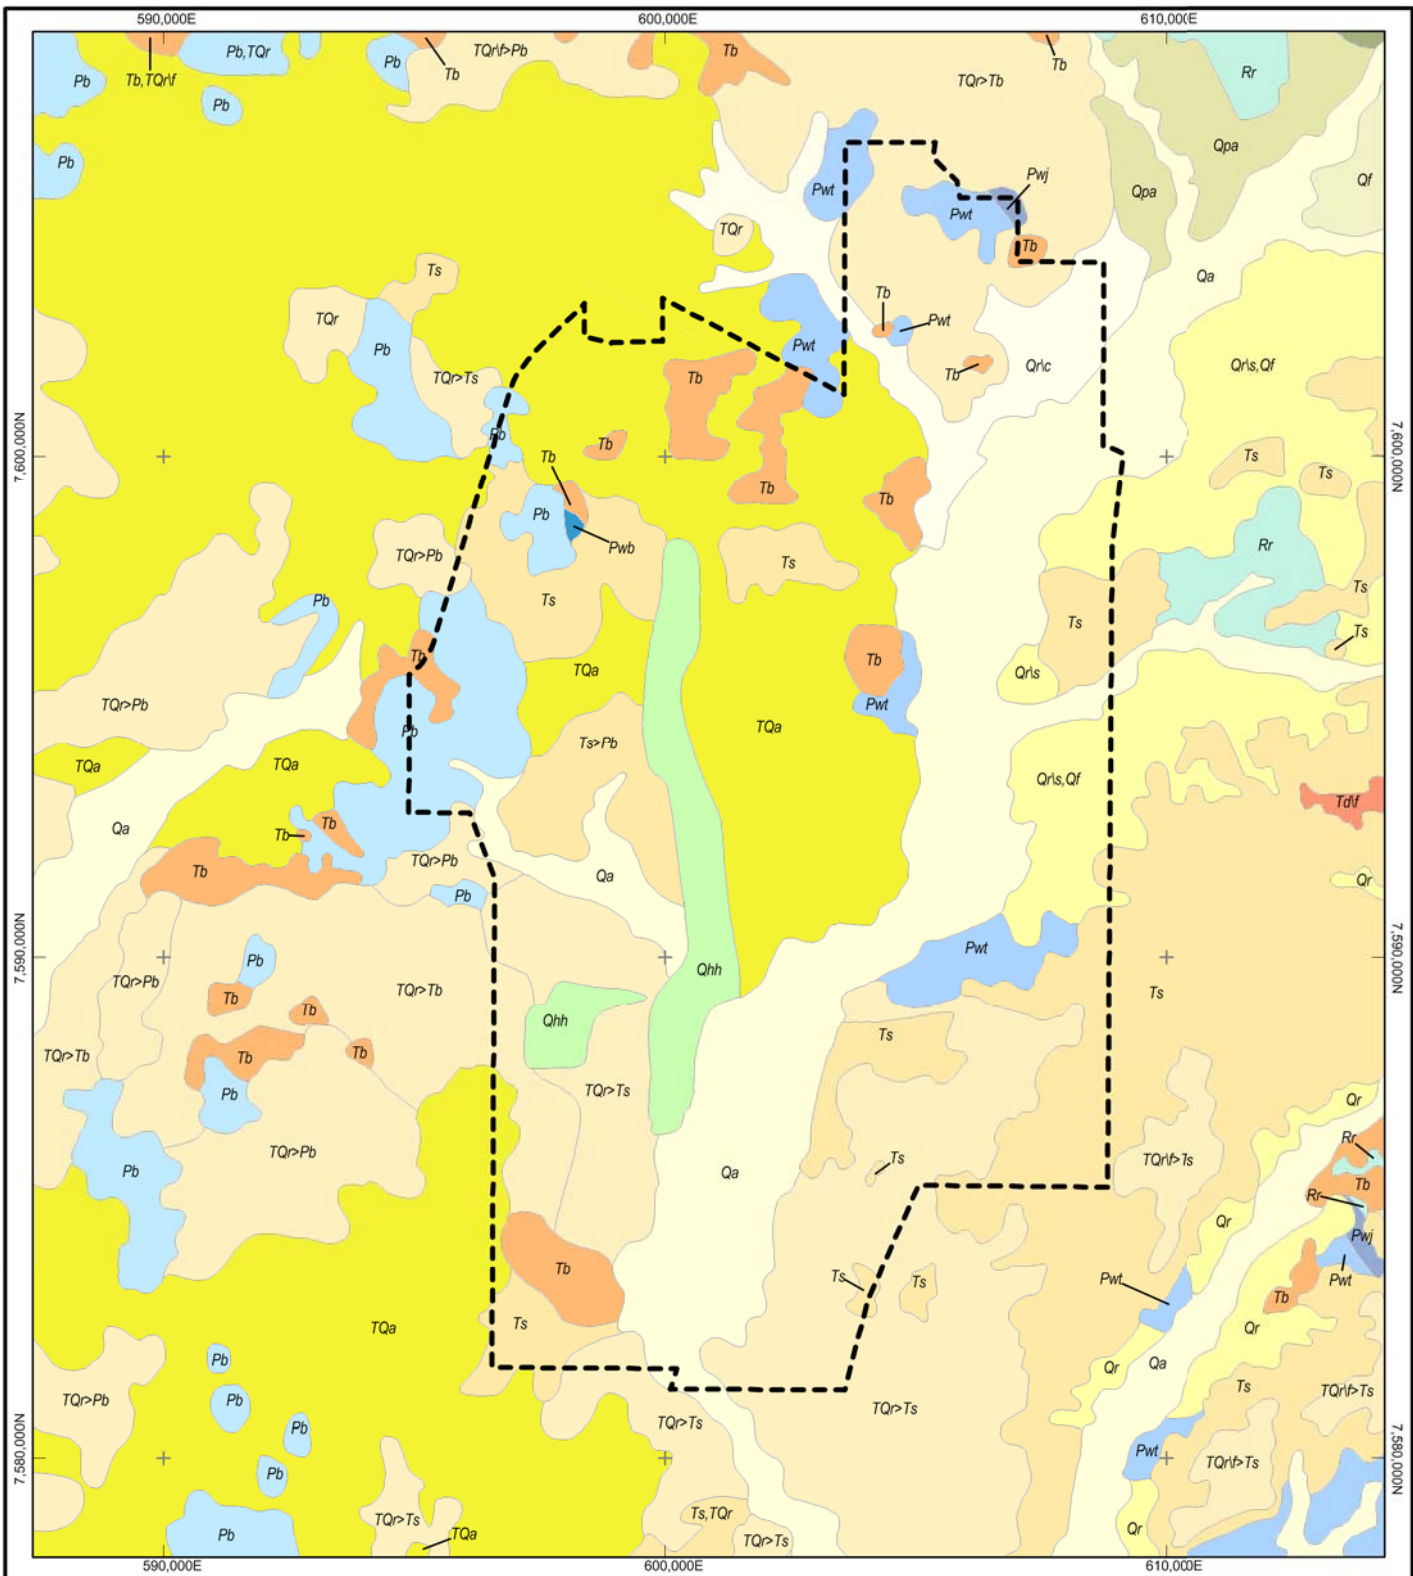 590,000E 600,000E 610,000E
Pb Tb,TQr\f Pb,TQr Pb Tb TQr\f>Pb Tb TQr>Tb Tb Rr
Pb
Pb
Qpa
Qpa
Qf
Pwt
Pwj
Pwt
TQr
Tb
Ts
Qa
Tb
Pwt
TQr
Pb
Pwt
TQr>Ts
Tb
Tb
Qr\c
Qr\s,Qf
7,600,000N
Pb
Tb
Tb
Tb
Tb
Ts
Ts
7,600,000N
Pb
Pwb
TQr>Pb
Ts
Ts
Rr
Pb
Ts
Ts
Ts
Tb
TQa
Tb
Qr\s
TQr>Pb
Pb
Pwt
TQa
Ts>Pb
TQa
TQa
Qr\s,Qf
Td\f
Qa
Tb
Tb
TQr>Pb
Tb
Pb
Qa
Qr
7,590,000N
Pb
Pwt
TQr>Pb
TQr>Tb
Qhh
Ts
7,590,000N
Tb
Tb
Qhh
Ts
TQr>Tb
Tb
Tb
Pb
TQr>Ts
Qr
Pb
TQr>Pb
Qa
Ts
TQr\f>Ts
Rr
Tb
Rr
Qr
Pwj
Tb
Ts
Ts
Pwt
Pwt
Tb
TQa
Ts
Qr
Pb
Qr
Qa
TQr>Pb
Pb
Ts
TQr\f>Ts
Pb
TQr>Ts
TQr>Ts
7,580,000N
Pb
Pwt
TQr\f>Ts
7,580,000N
TQr>Ts
Ts,TQr
Pb
TQa
TQr>Ts
Qr
590,000E 600,000E 610,000E